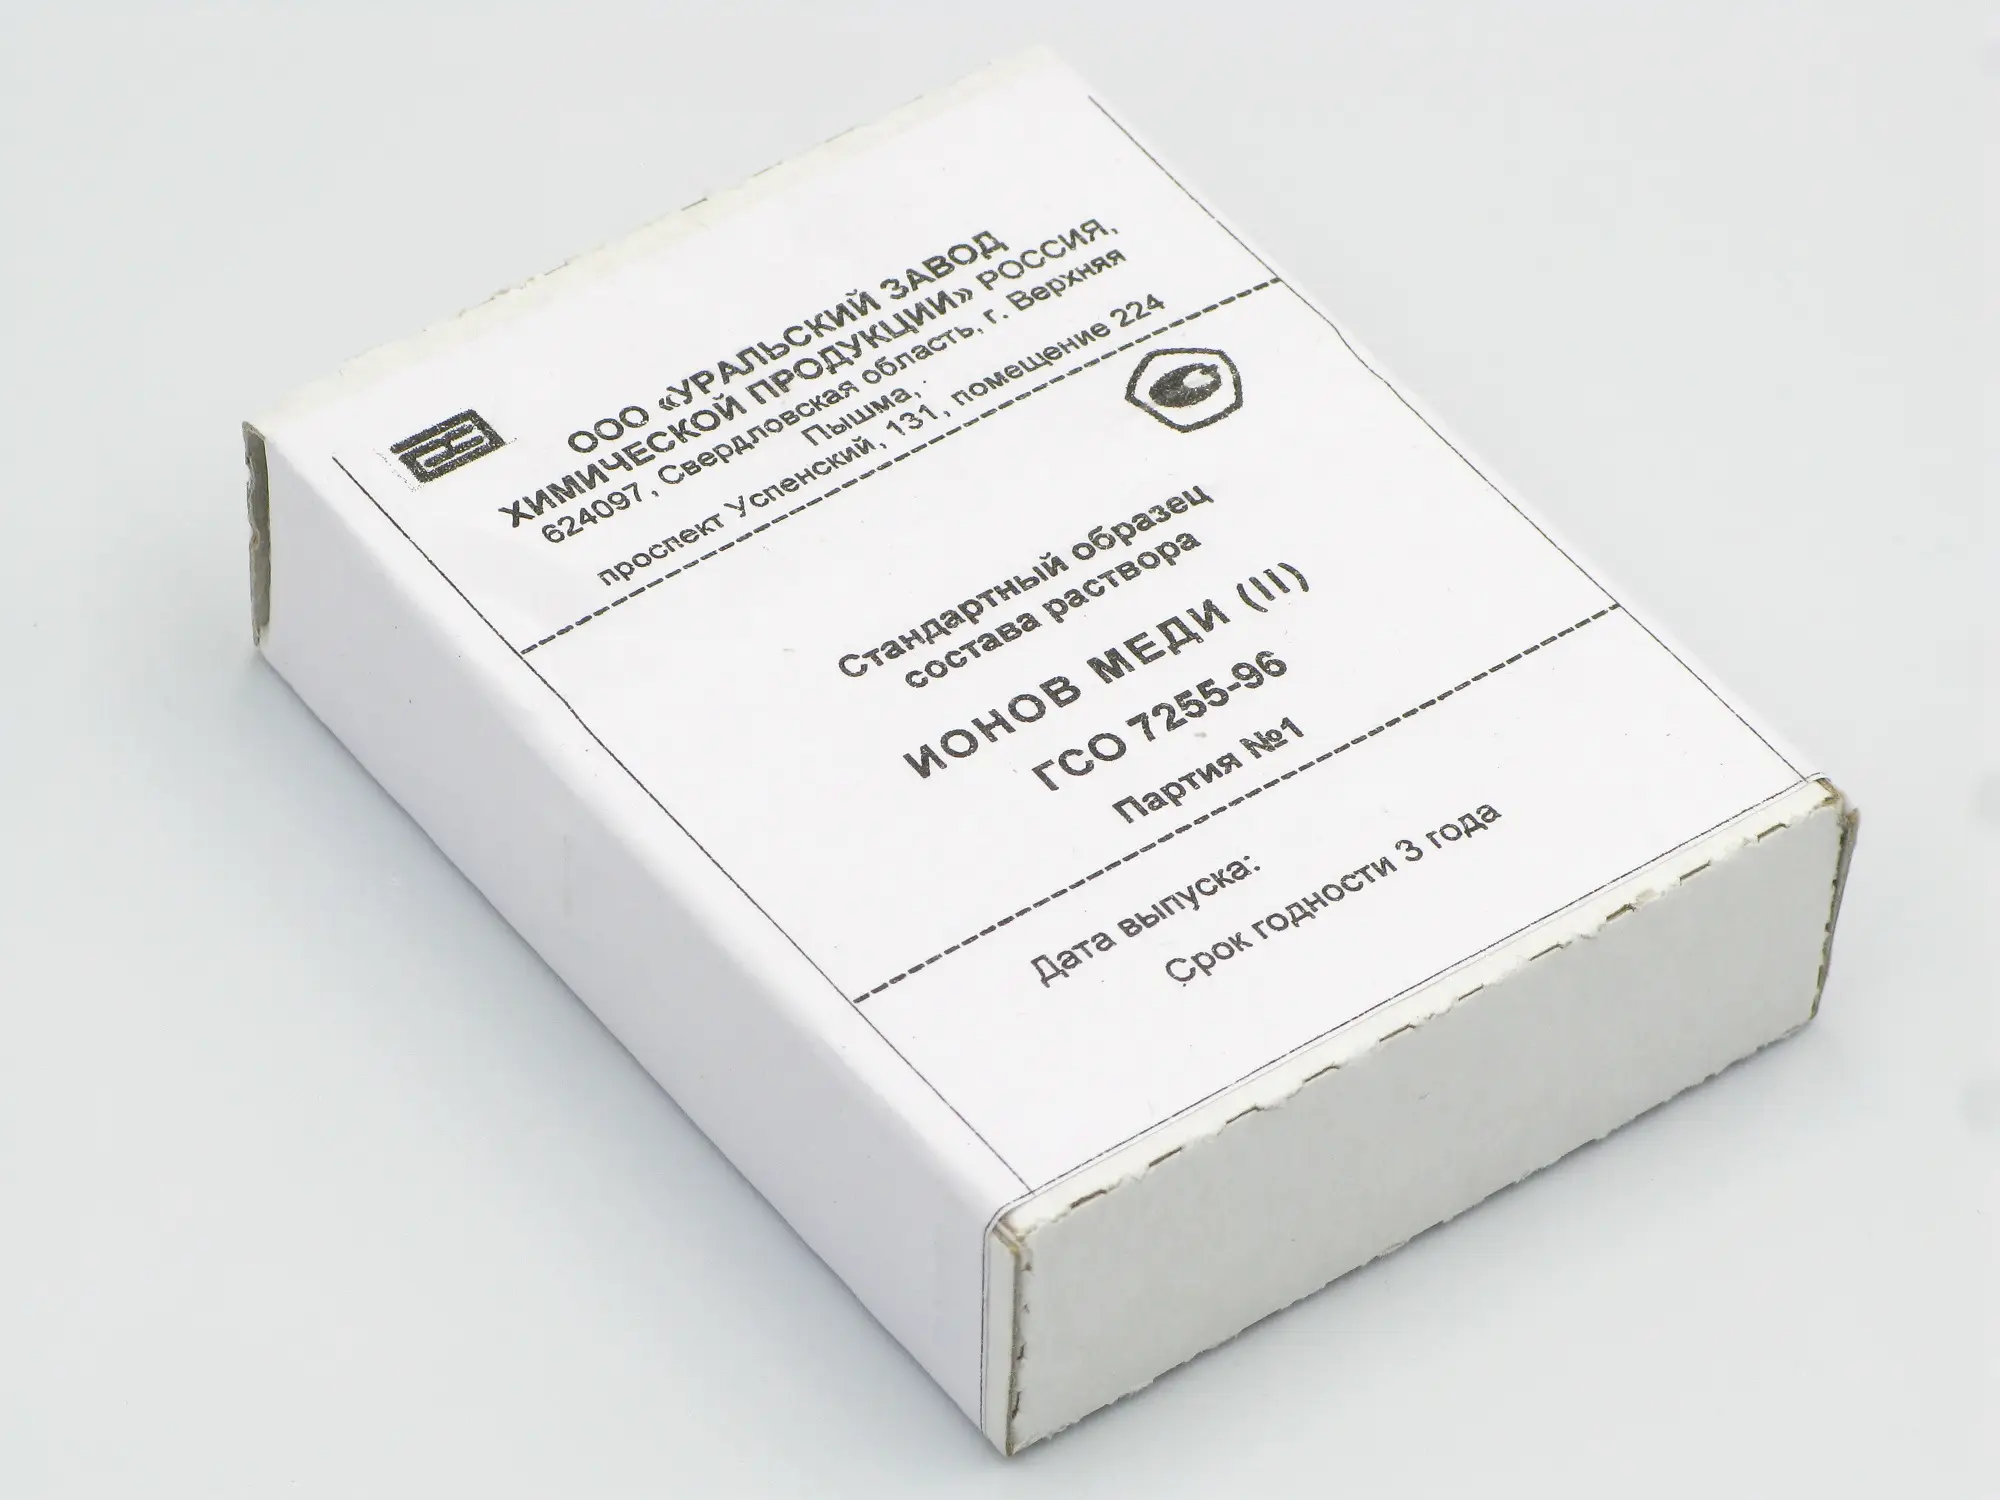 ООО «УРАЛЬСКИЙ ЗАВОД
ХИМИЧЕСКОЙ ПРОДУКЦИИ» РОССИЯ,
624097, Свердловская область, г. Верхняя
Пышма,
проспект Успенский, 131, помещение 224
Стандартный образец
состава раствора
ИОНОВ МЕДИ (II)
ГСО 7255-96
Партия №1
Дата выпуска:
Срок годности 3 года